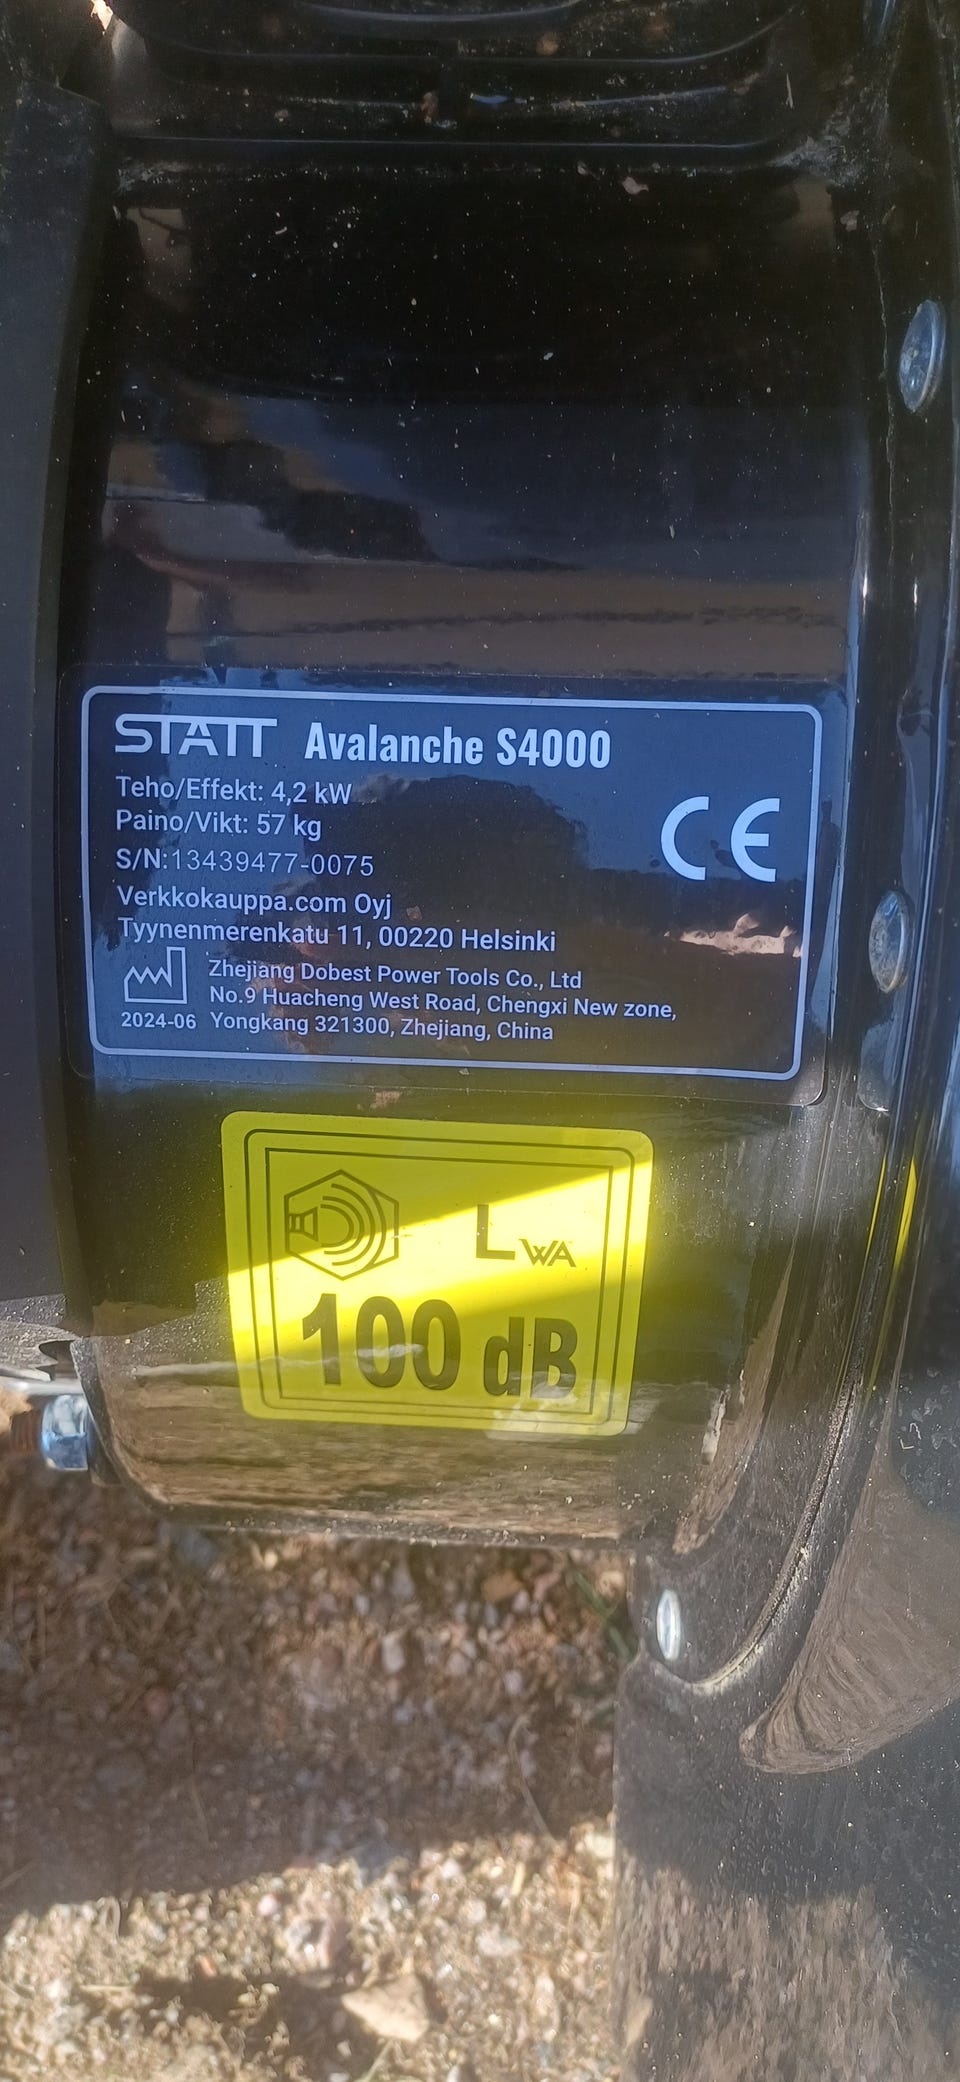 STATT Avalanche S4000
Teho/Effekt: 4,2 kW
Paino/Vikt: 57 kg
S/N:13439477-0075
Verkkokauppa.com Oyj
Tyynenmerenkatu 11, 00220 Helsinki
CE
Zhejiang Dobest Power Tools Co., Ltd
No.9 Huacheng West Road, Chengxi New zone,
2024-06 Yongkang 321300, Zhejiang, China
LWA
100 dB